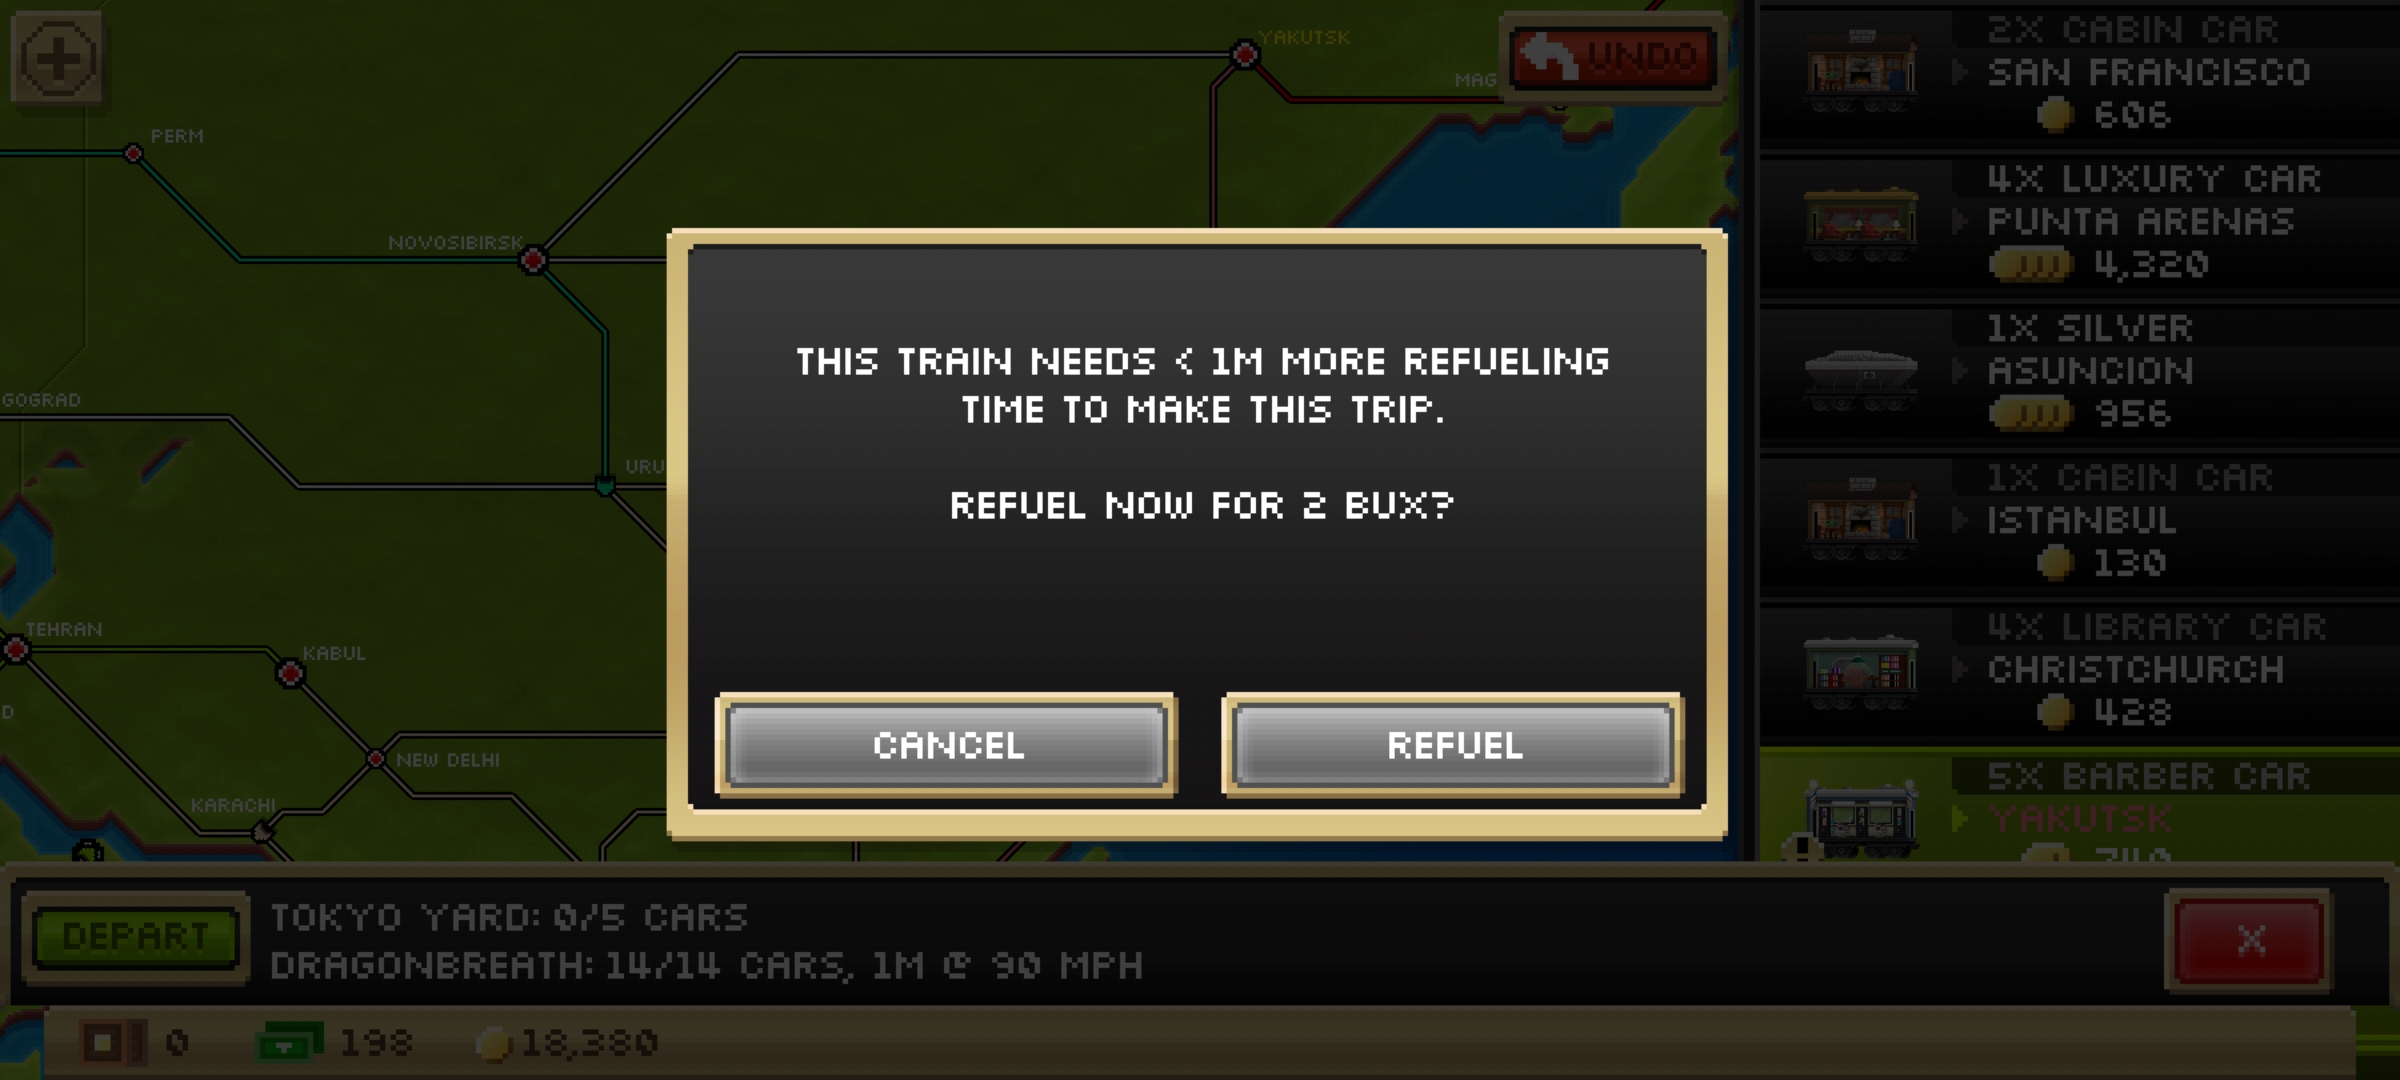 YAKUTSK
UNDO
MAG
PERM
NOVOSIBIRSK
GOGRAD
URU
TEHRAN
KABUL
D
NEW DELHI
KARACHI
2X CABIN CAR
SAN FRANCISCO
606
4X LUXURY CAR
PUNTA ARENAS
4,320
1X SILVER
ASUNCION
956
1X CABIN CAR
ISTANBUL
130
4X LIBRARY CAR
CHRISTCHURCH
428
5X BARBER CAR
YAKUTSK
THIS TRAIN NEEDS < 1M MORE REFUELING
TIME TO MAKE THIS TRIP.
REFUEL NOW FOR 2 BUX?
CANCEL
REFUEL
DEPART
TOKYO YARD: 0/5 CARS
DRAGONBREATH: 14/14 CARS, 1M @ 90 MPH
X
0
198
18,380